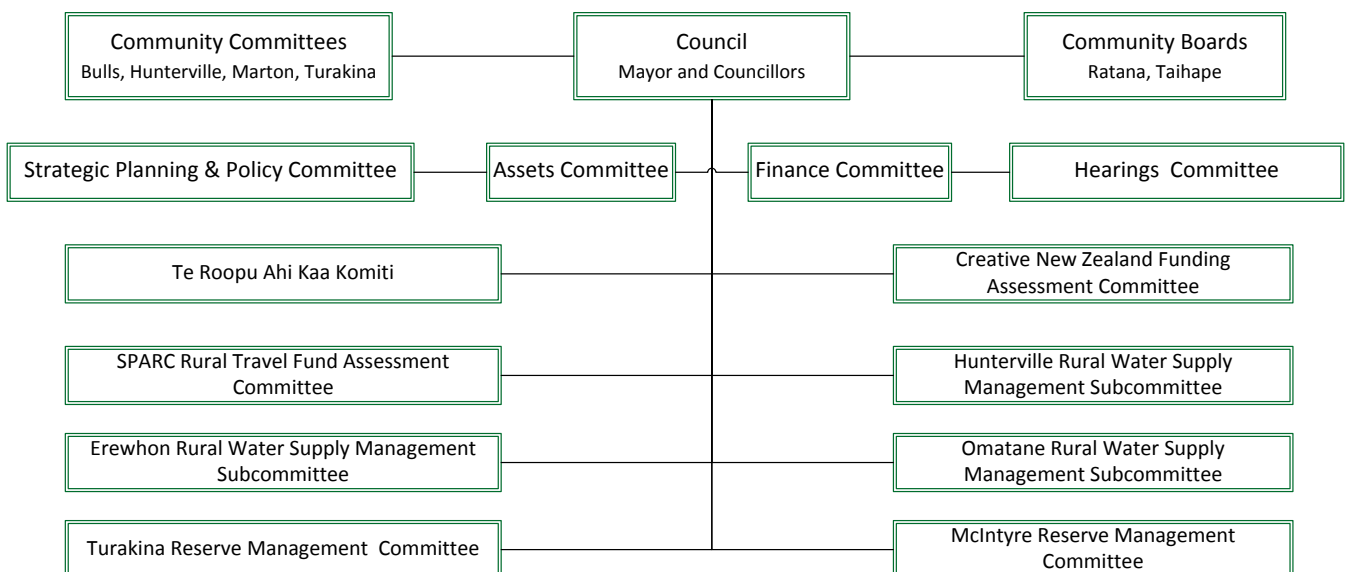 Community Committees
Bulls, Hunterville, Marton, Turakina
Council
Mayor and Councillors
Community Boards
Ratana, Taihape
Strategic Planning & Policy Committee
Assets Committee
Finance Committee
Hearings Committee
Te Roopu Ahi Kaa Komiti
Creative New Zealand Funding
Assessment Committee
SPARC Rural Travel Fund Assessment
Committee
Hunterville Rural Water Supply
Management Subcommittee
Erewhon Rural Water Supply Management
Subcommittee
Omatane Rural Water Supply
Management Subcommittee
Turakina Reserve Management Committee
McIntyre Reserve Management
Committee